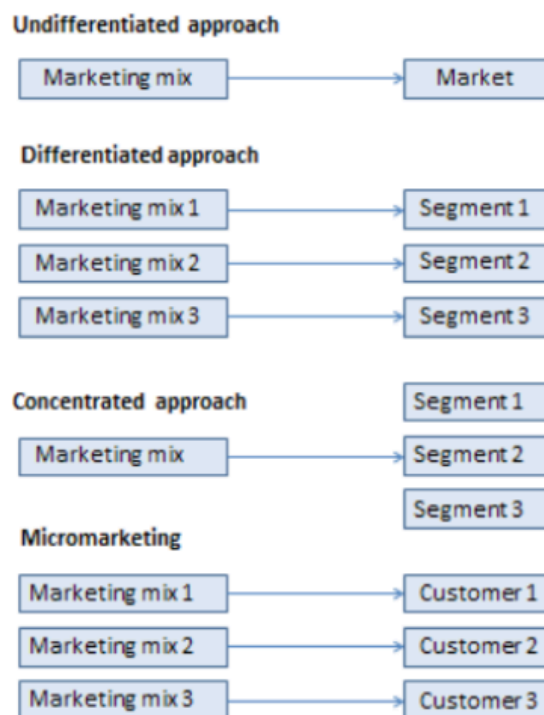 Undifferentiated approach
Marketing mix
Market
Differentiated approach
Marketing mix 1
Segment 1
Marketing mix 2
Segment 2
Marketing mix 3
Segment 3
Concentrated approach
Segment 1
Marketing mix
Segment 2
Segment 3
Micromarketing
Marketing mix 1
Customer 1
Marketing mix 2
Customer 2
Marketing mix 3
Customer 3